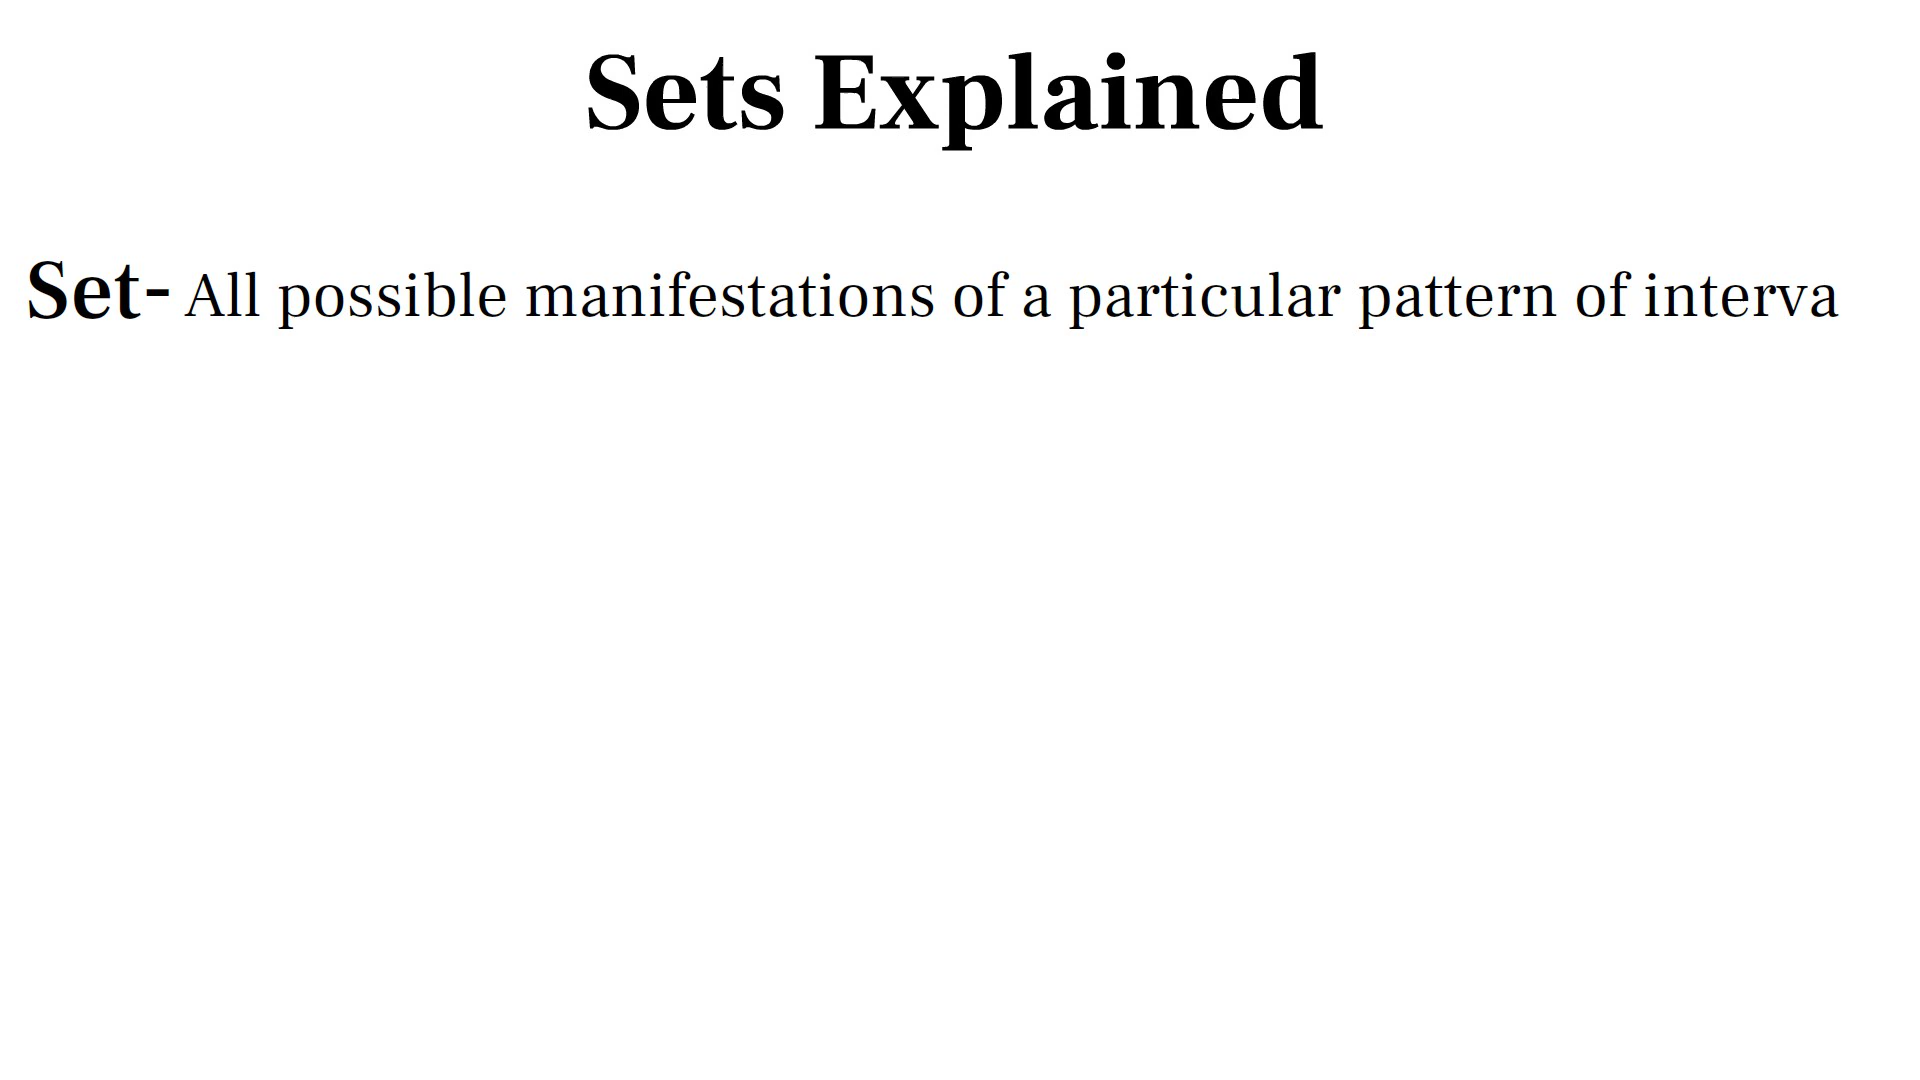 Sets Explained
Set- All possible manifestations of a particular pattern of interva